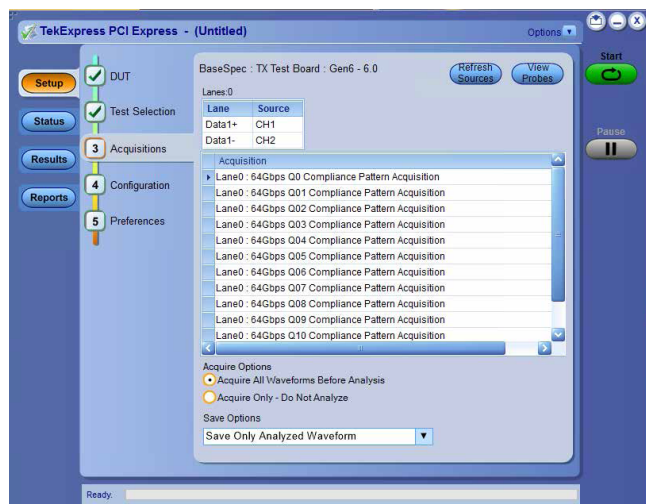 TekExpress PCI Express - (Untitled)
Options
Start
Pause
Setup
Status
Results
Reports
DUT
Test Selection
3 Acquisitions
4 Configuration
5 Preferences
BaseSpec : TX Test Board : Gen6 - 6.0
Refresh Sources
View Probes
Lanes:0
Lane Source
Data1+ CH1
Data1- CH2
Acquisition
Lane0 : 64Gbps Q0 Compliance Pattern Acquisition
Lane0 : 64Gbps Q01 Compliance Pattern Acquisition
Lane0 : 64Gbps Q02 Compliance Pattern Acquisition
Lane0 : 64Gbps Q03 Compliance Pattern Acquisition
Lane0 : 64Gbps Q04 Compliance Pattern Acquisition
Lane0 : 64Gbps Q05 Compliance Pattern Acquisition
Lane0 : 64Gbps Q06 Compliance Pattern Acquisition
Lane0 : 64Gbps Q07 Compliance Pattern Acquisition
Lane0 : 64Gbps Q08 Compliance Pattern Acquisition
Lane0 : 64Gbps Q09 Compliance Pattern Acquisition
Lane0 : 64Gbps Q10 Compliance Pattern Acquisition
Acquire Options
Acquire All Waveforms Before Analysis
Acquire Only - Do Not Analyze
Save Options
Save Only Analyzed Waveform
Ready.